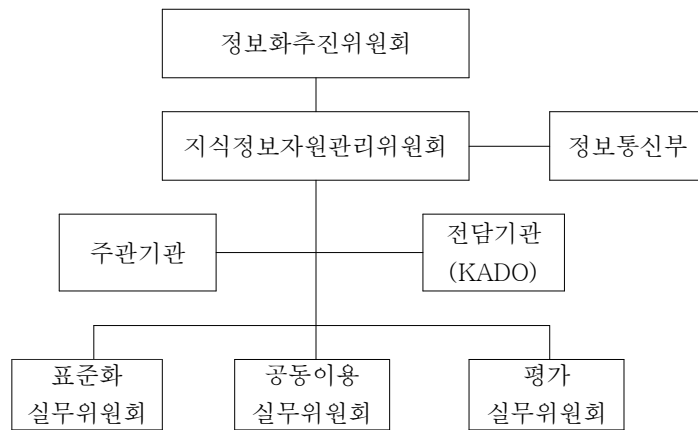 정보화추진위원회
지식정보자원관리위원회
정보통신부
주관기관
전담기관
(KADO)
표준화
실무위원회
공동이용
실무위원회
평가
실무위원회